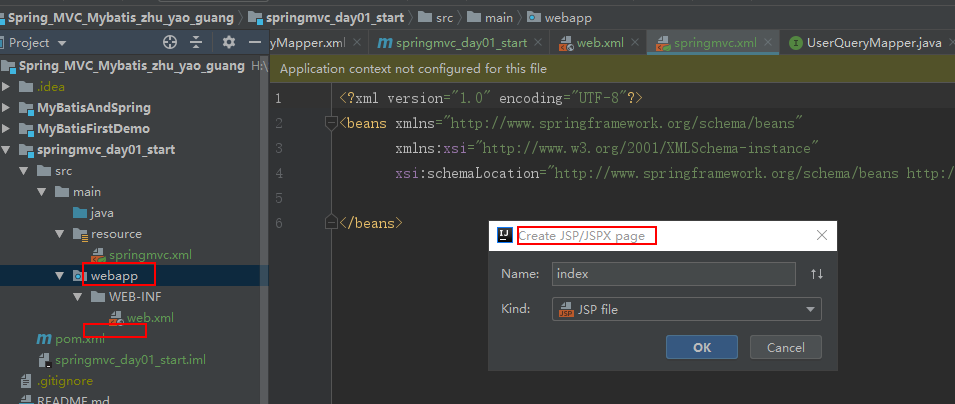 Spring_MVC_Mybatis_zhu_yao_guang springmvc_day01_start src main webapp
Project yMapper.xml springmvc_day01_start web.xml springmvc.xml UserQueryMapper.java
Spring_MVC_Mybatis_zhu_yao_guang H:\
Application context not configured for this file
.idea
MyBatisAndSpring
MyBatisFirstDemo
springmvc_day01_start
src
main
java
resource
springmvc.xml
webapp
WEB-INF
web.xml
pom.xml
springmvc_day01_start.iml
.gitignore
README.md
1 <?xml version="1.0" encoding="UTF-8"?>
2 <beans xmlns="http://www.springframework.org/schema/beans"
3 xmlns:xsi="http://www.w3.org/2001/XMLSchema-instance"
4 xsi:schemaLocation="http://www.springframework.org/schema/beans http:/
5
6 </beans>
Create JSP/JSPX page
Name: index
Kind: JSP file
OK Cancel